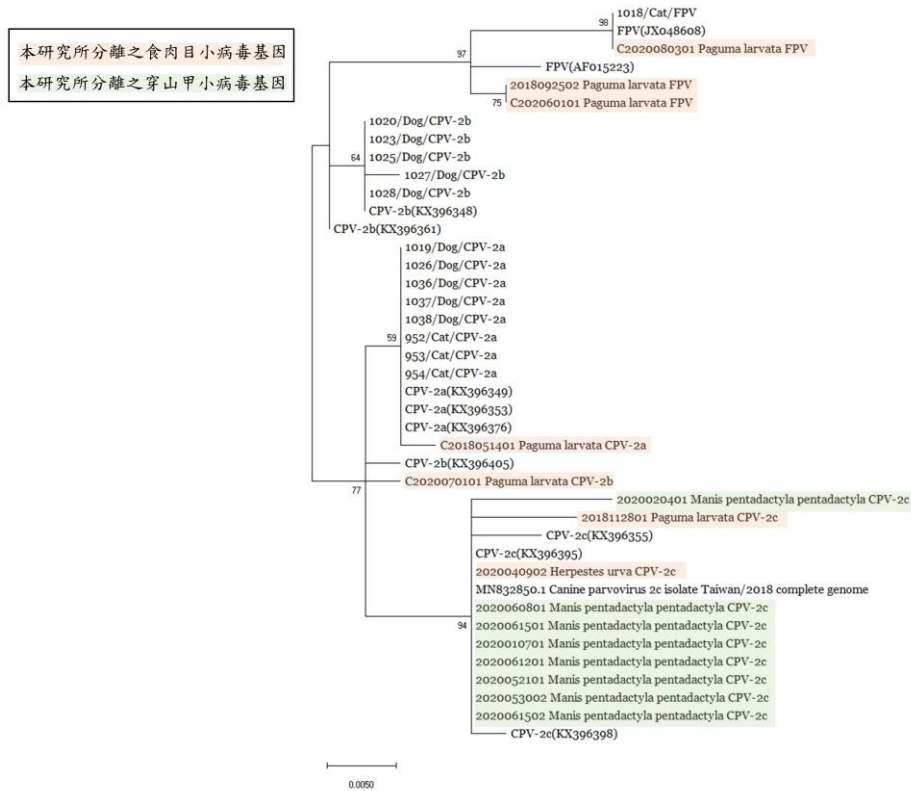 本研究所分離之食肉目小病毒基因
本研究所分離之穿山甲小病毒基因
98
1018/Cat/FPV
FPV(JX048608)
C2020080301 Paguma larvata FPV
97
FPV(AF015223)
2018092502 Paguma larvata FPV
75
C202060101 Paguma larvata FPV
1020/Dog/CPV-2b
1023/Dog/CPV-2b
64
1025/Dog/CPV-2b
1027/Dog/CPV-2b
1028/Dog/CPV-2b
CPV-2b(KX396348)
CPV-2b(KX396361)
1019/Dog/CPV-2a
1026/Dog/CPV-2a
1036/Dog/CPV-2a
1037/Dog/CPV-2a
1038/Dog/CPV-2a
59
952/Cat/CPV-2a
953/Cat/CPV-2a
954/Cat/CPV-2a
CPV-2a(KX396349)
CPV-2a(KX396353)
CPV-2a(KX396376)
C2018051401 Paguma larvata CPV-2a
CPV-2b(KX396405)
C2020070101 Paguma larvata CPV-2b
77
2020020401 Manis pentadactyla pentadactyla CPV-2c
2018112801 Paguma larvata CPV-2c
CPV-2c(KX396355)
CPV-2c(KX396395)
2020040902 Herpestes urva CPV-2c
MN832850.1 Canine parvovirus 2c isolate Taiwan/2018 complete genome
2020060801 Manis pentadactyla pentadactyla CPV-2c
94
2020061501 Manis pentadactyla pentadactyla CPV-2c
2020010701 Manis pentadactyla pentadactyla CPV-2c
2020061201 Manis pentadactyla pentadactyla CPV-2c
2020052101 Manis pentadactyla pentadactyla CPV-2c
2020053002 Manis pentadactyla pentadactyla CPV-2c
2020061502 Manis pentadactyla pentadactyla CPV-2c
CPV-2c(KX396398)
0.0050